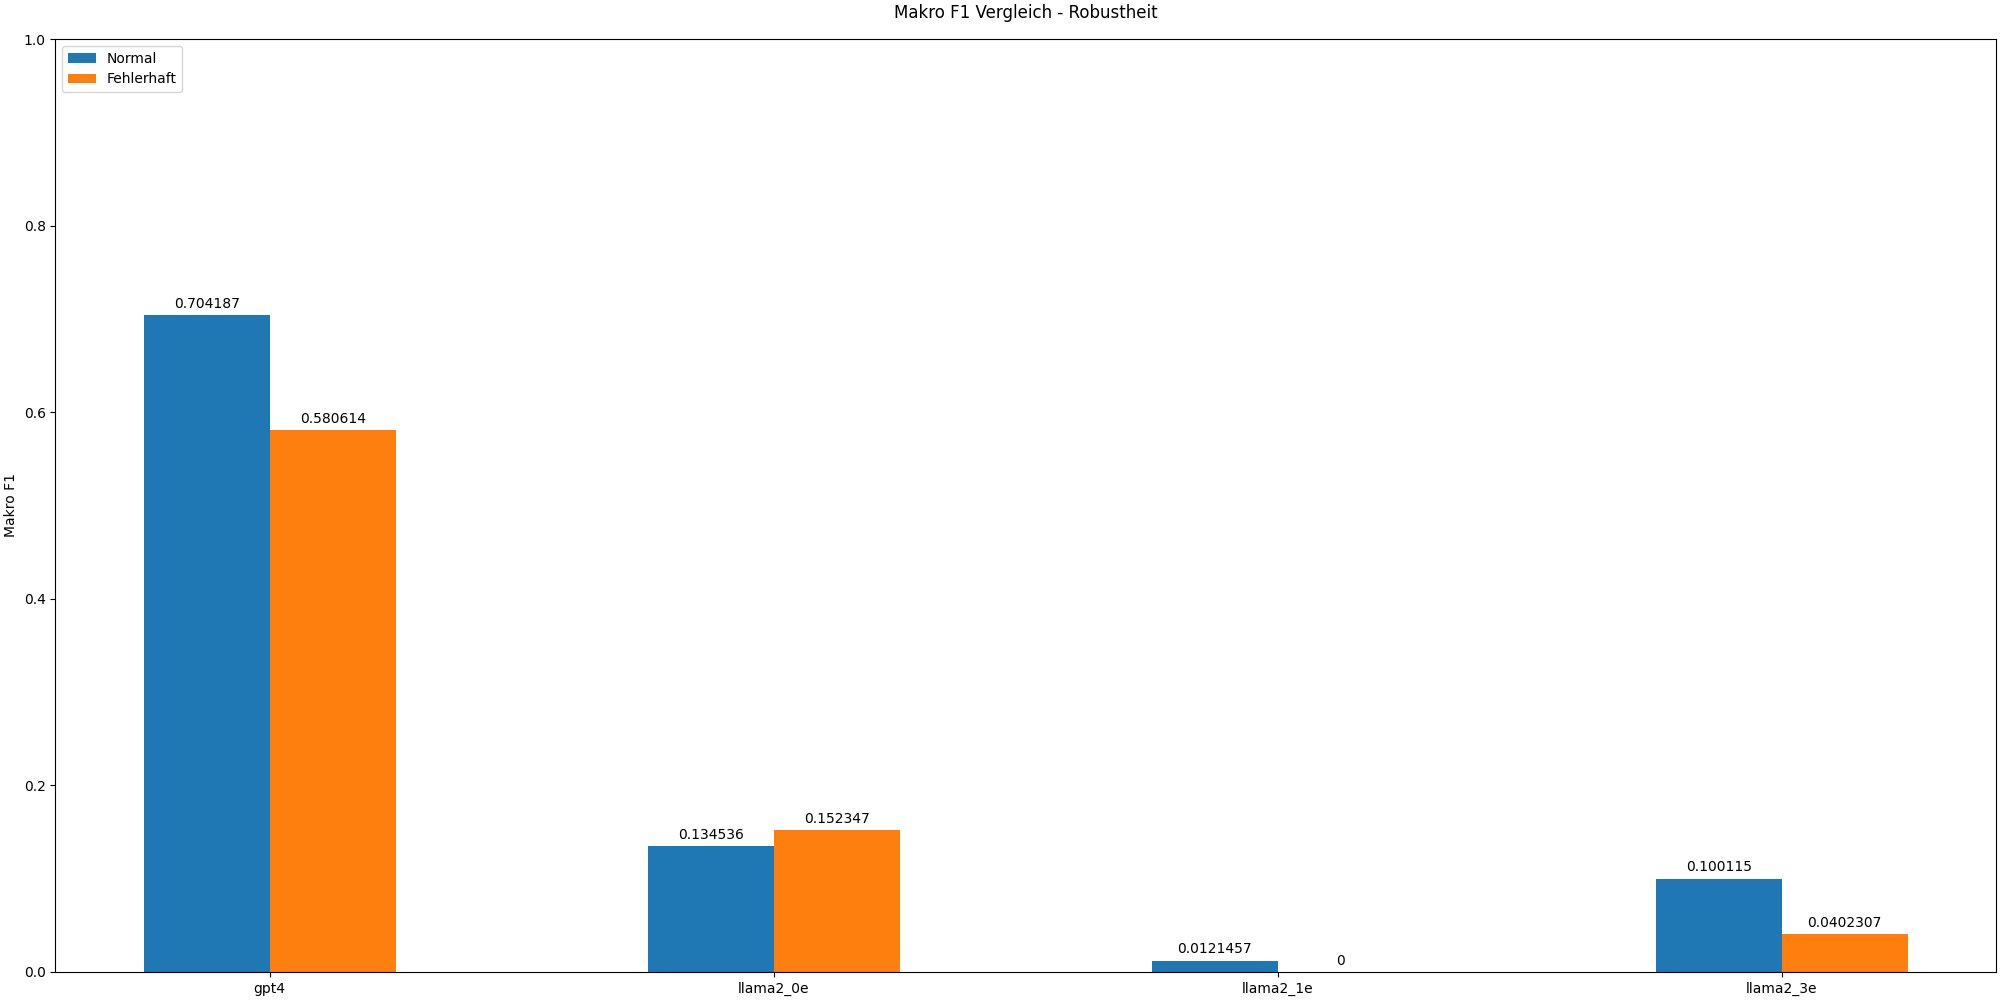 Makro F1 Vergleich - Robustheit
1.0
0.8
0.6
0.4
0.2
0.0
Makro F1
Normal
Fehlerhaft
0.704187
0.580614
0.134536
0.152347
0.0121457
0
0.100115
0.0402307
gpt4
llama2_0e
llama2_1e
llama2_3e